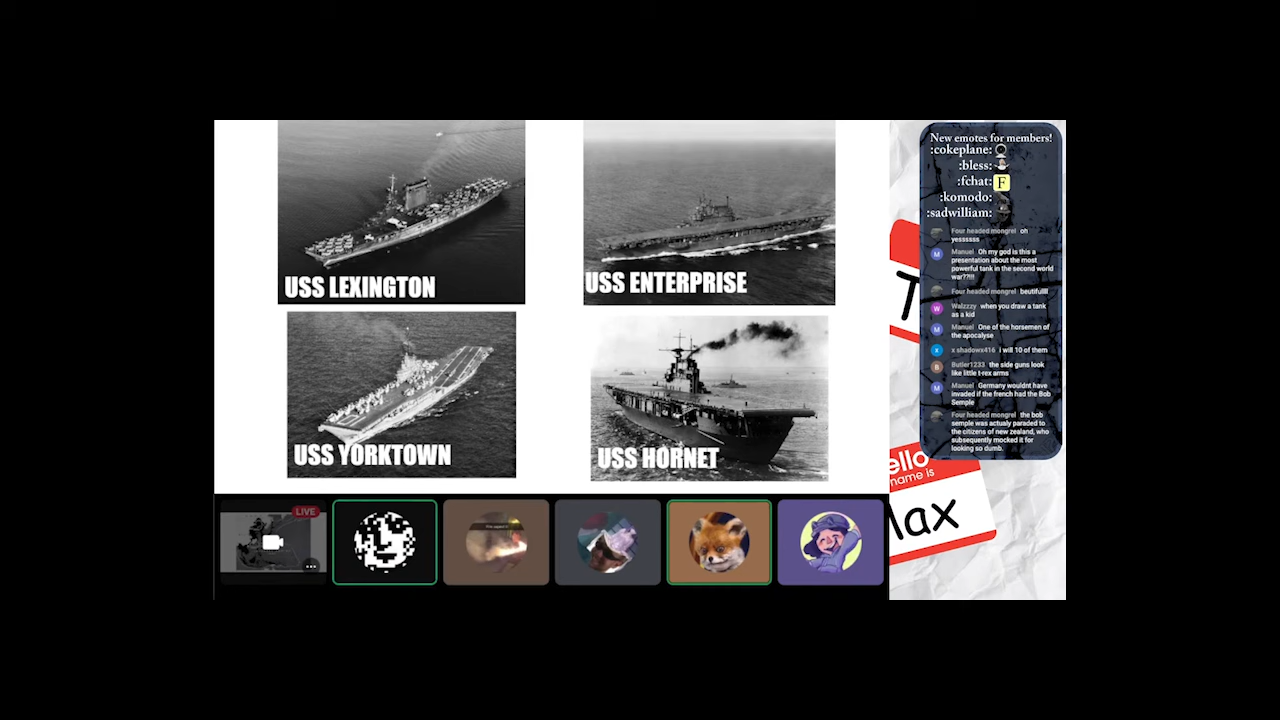 USS LEXINGTON
USS ENTERPRISE
USS YORKTOWN
USS HORNET
LIVE
New emotes for members!
:cokeplane:
:bless:
:fchat: F
:komodo:
:sadwilliam:
Four headed mongrel oh
yessssss
M Manuel Oh my god is this a
presentation about the most
powerful tank in the second world
war??!!!
Four headed mongrel beutifulll
W Walzzzy when you draw a tank
as a kid
M Manuel One of the horsemen of
the apocalyse
x x shadowx416 i will 10 of them
B Butler1233 the side guns look
like little t-rex arms
M Manuel Germany wouldnt have
invaded if the french had the Bob
Semple
Four headed mongrel the bob
semple was actualy paraded to
the citizens of new zealand, who
subsequently mocked it for
looking so dumb.
ello
name is
Max